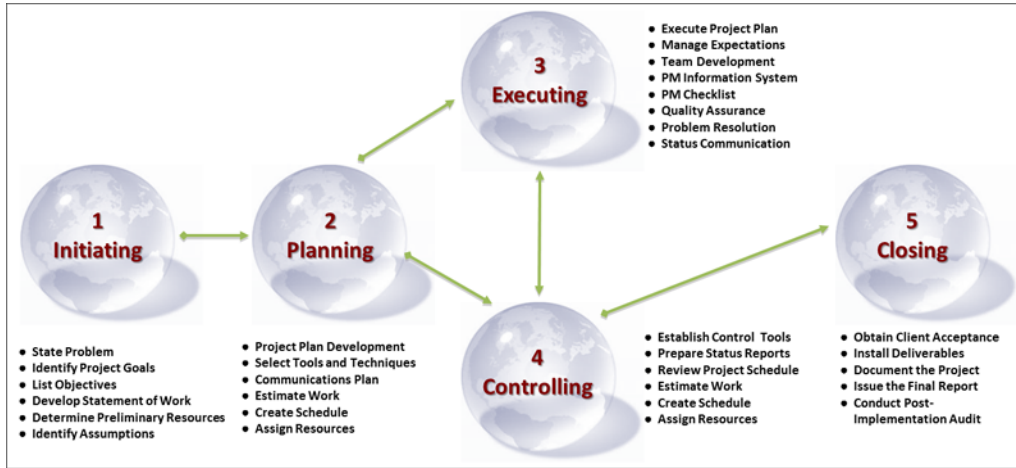 1
Initiating
• State Problem
• Identify Project Goals
• List Objectives
• Develop Statement of Work
• Determine Preliminary Resources
• Identify Assumptions
2
Planning
• Project Plan Development
• Select Tools and Techniques
• Communications Plan
• Estimate Work
• Create Schedule
• Assign Resources
3
Executing
• Execute Project Plan
• Manage Expectations
• Team Development
• PM Information System
• PM Checklist
• Quality Assurance
• Problem Resolution
• Status Communication
4
Controlling
• Establish Control Tools
• Prepare Status Reports
• Review Project Schedule
• Estimate Work
• Create Schedule
• Assign Resources
5
Closing
• Obtain Client Acceptance
• Install Deliverables
• Document the Project
• Issue the Final Report
• Conduct Post-
Implementation Audit